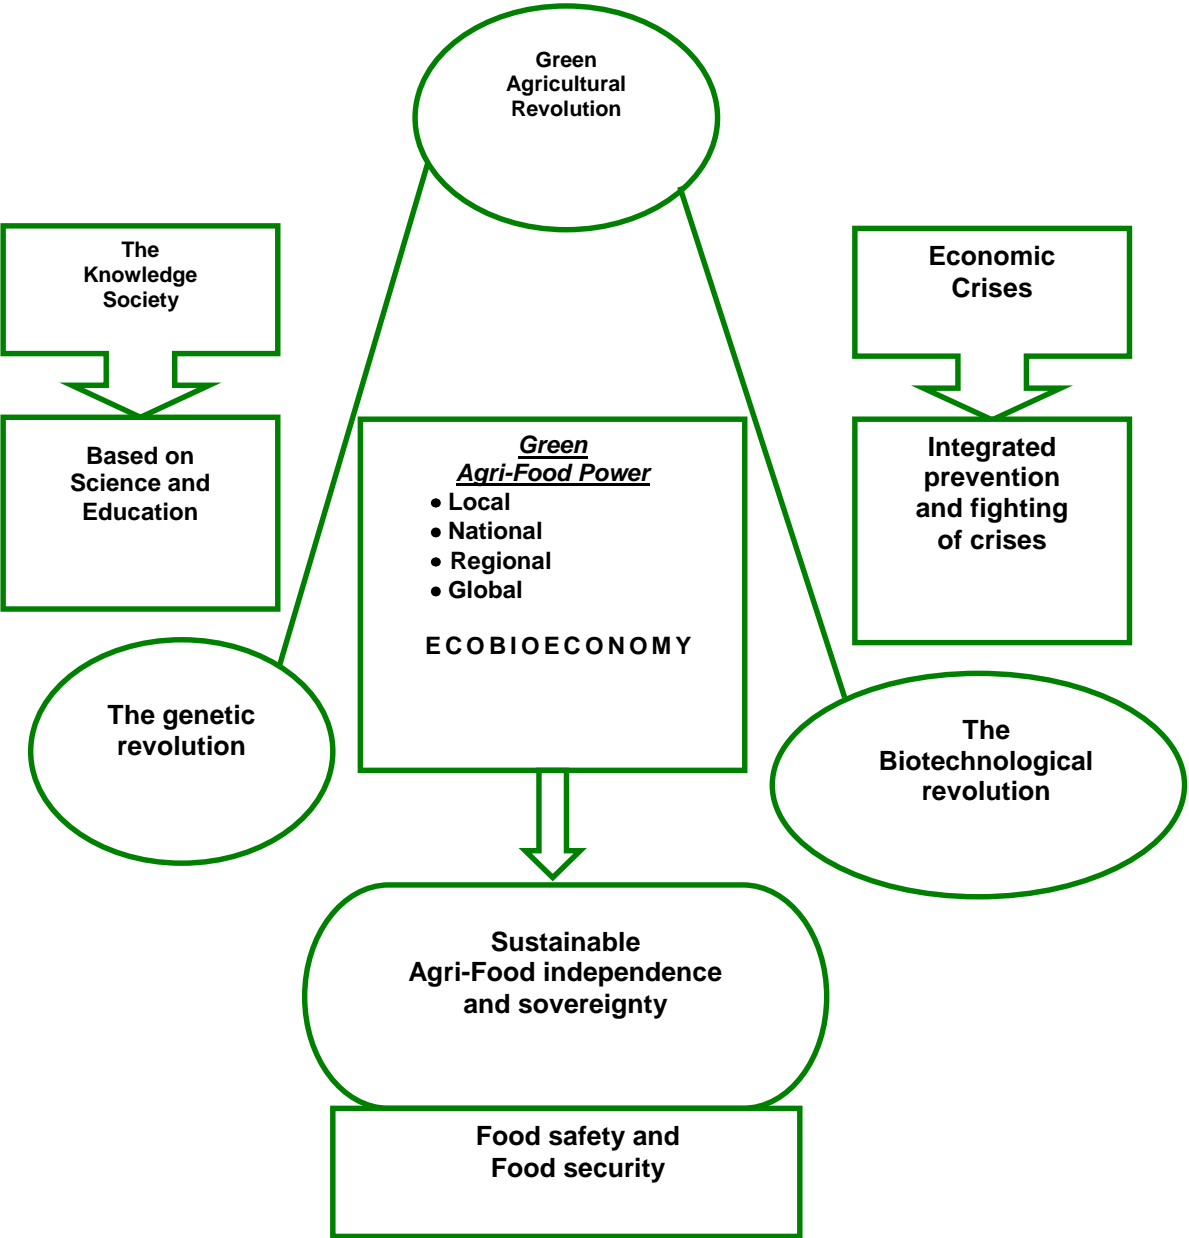 Green
Agricultural
Revolution
The
Knowledge
Society
Economic
Crises
Based on
Science and
Education
Green
Agri-Food Power
• Local
• National
• Regional
• Global
ECOBIOECONOMY
Integrated
prevention
and fighting
of crises
The genetic
revolution
The
Biotechnological
revolution
Sustainable
Agri-Food independence
and sovereignty
Food safety and
Food security